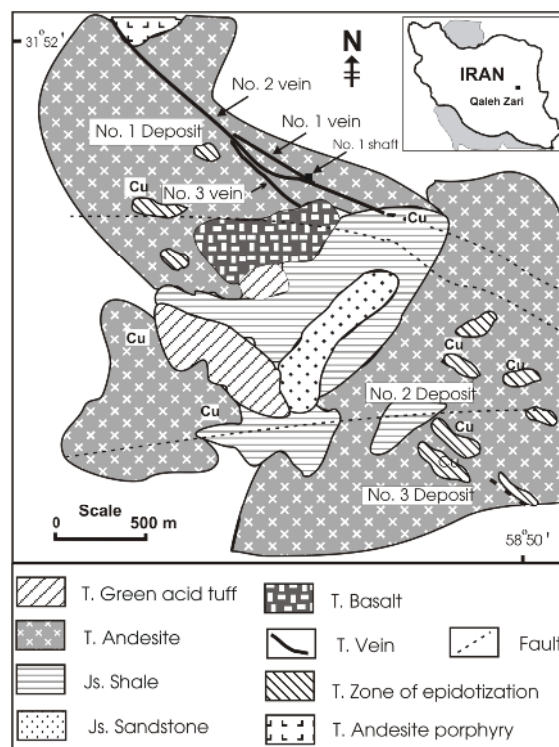 31 52'
N
IRAN
Qaleh Zari
No. 2 vein
No. 1 vein
No. 1 Deposit
No. 1 shaft
Cu
No. 3 vein
Cu
Cu
Cu
Cu
No. 2 Deposit
Cu
Cu
No. 3 Deposit
Scale
0 500 m
58 50'
T. Green acid tuff
T. Basalt
T. Andesite
T. Vein
Fault
Js. Shale
T. Zone of epidotization
Js. Sandstone
T. Andesite porphyry